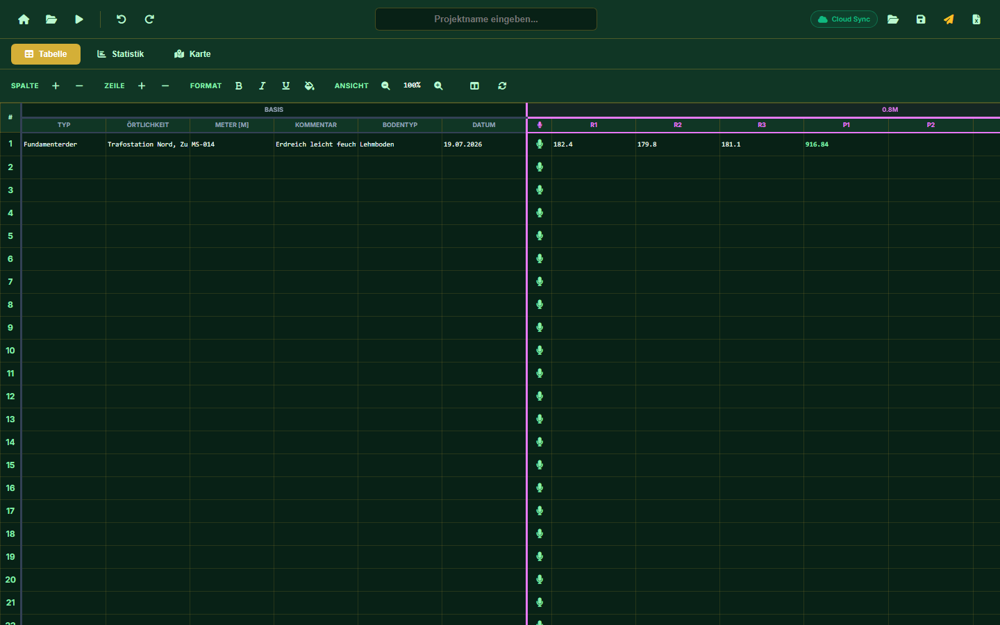 Projektname eingeben...
Cloud Sync
Tabelle Statistik Karte
SPALTE ZEILE FORMAT B I U ANSICHT 100%
# BASIS 0.8M
TYP ÖRTLICHKEIT METER [M] KOMMENTAR BODENTYP DATUM R1 R2 R3 P1 P2
1 Fundamenterder Trafostation Nord, Zu MS-014 Erdreich leicht feuch Lehmboden 19.07.2026 182.4 179.8 181.1 916.84
2
3
4
5
6
7
8
9
10
11
12
13
14
15
16
17
18
19
20
21